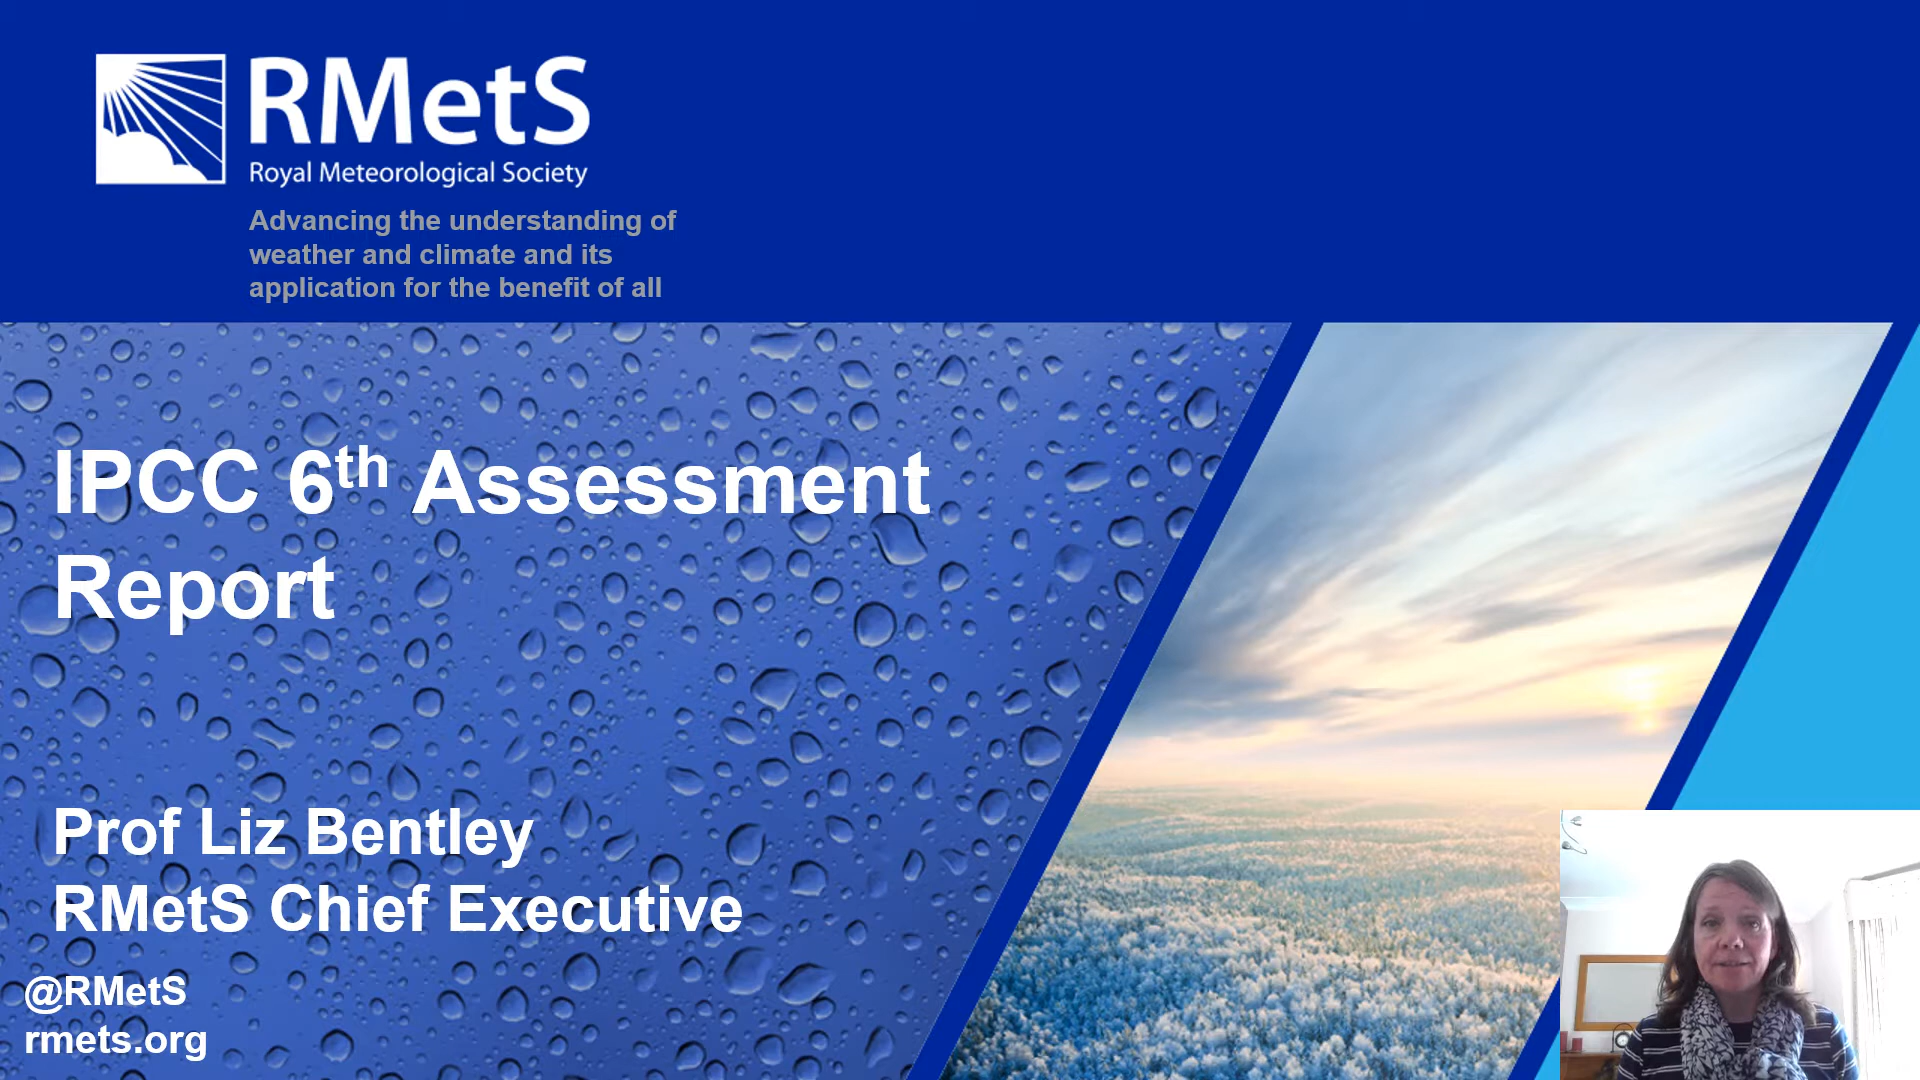 RMetS
Royal Meteorological Society
Advancing the understanding of
weather and climate and its
application for the benefit of all
IPCC 6th Assessment
Report
Prof Liz Bentley
RMetS Chief Executive
@RMetS
rmets.org